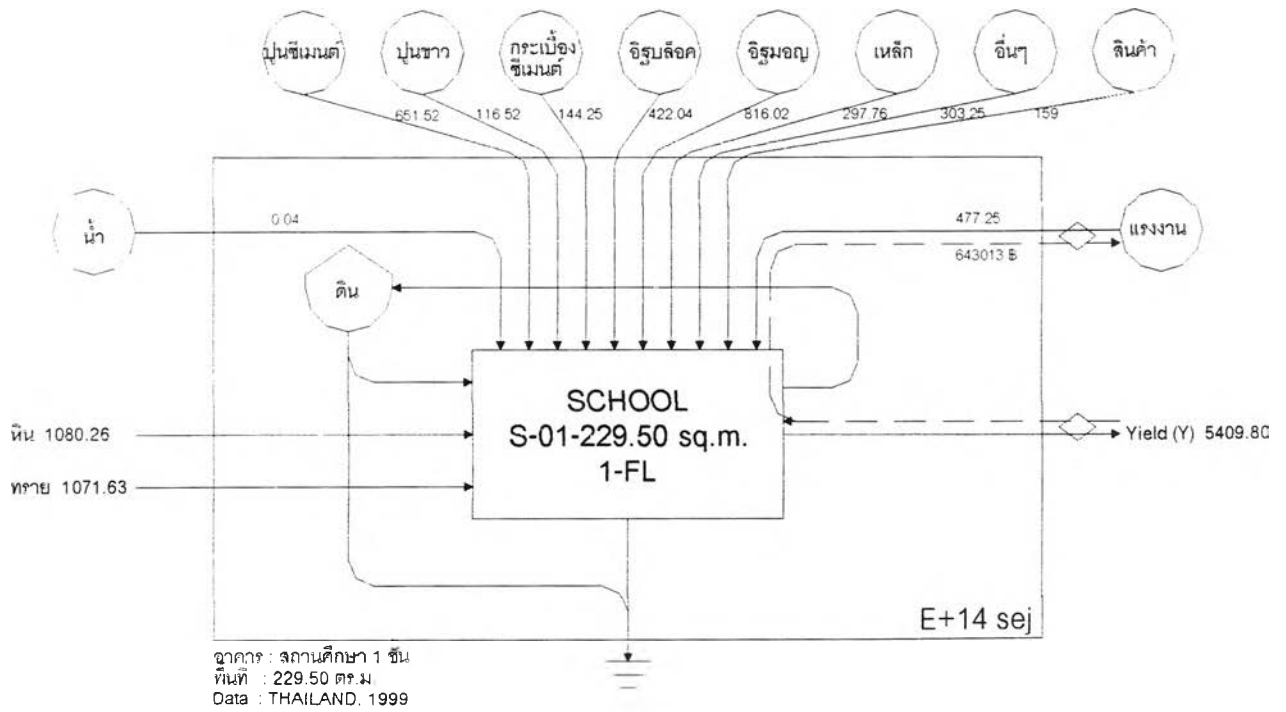 ปูนซีเมนต์
ปูนขาว
กระเบื้อง
ซีเมนต์
อิฐบล็อค
อิฐมอญ
เหล็ก
อื่นๆ
สินค้า
651.52
116.52
144.25
422.04
816.02
297.76
303.25
159
น้ำ
0.04
477.25
แรงงาน
643013 ฿
ดิน
SCHOOL
S-01-229.50 sq.m.
1-FL
หิน 1080.26
ทราย 1071.63
Yield (Y) 5409.80
E+14 sej
อาคาร : สถานศึกษา 1 ชั้น
พื้นที่ : 229.50 ตร.ม.
Data : THAILAND, 1999